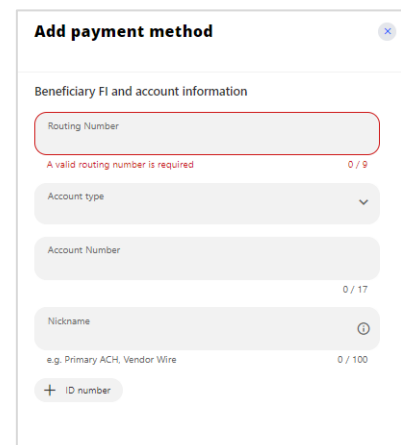 Add payment method
Beneficiary FI and account information
Routing Number
A valid routing number is required 0 / 9
Account type
Account Number
0 / 17
Nickname
e.g. Primary ACH, Vendor Wire 0 / 100
+ ID number